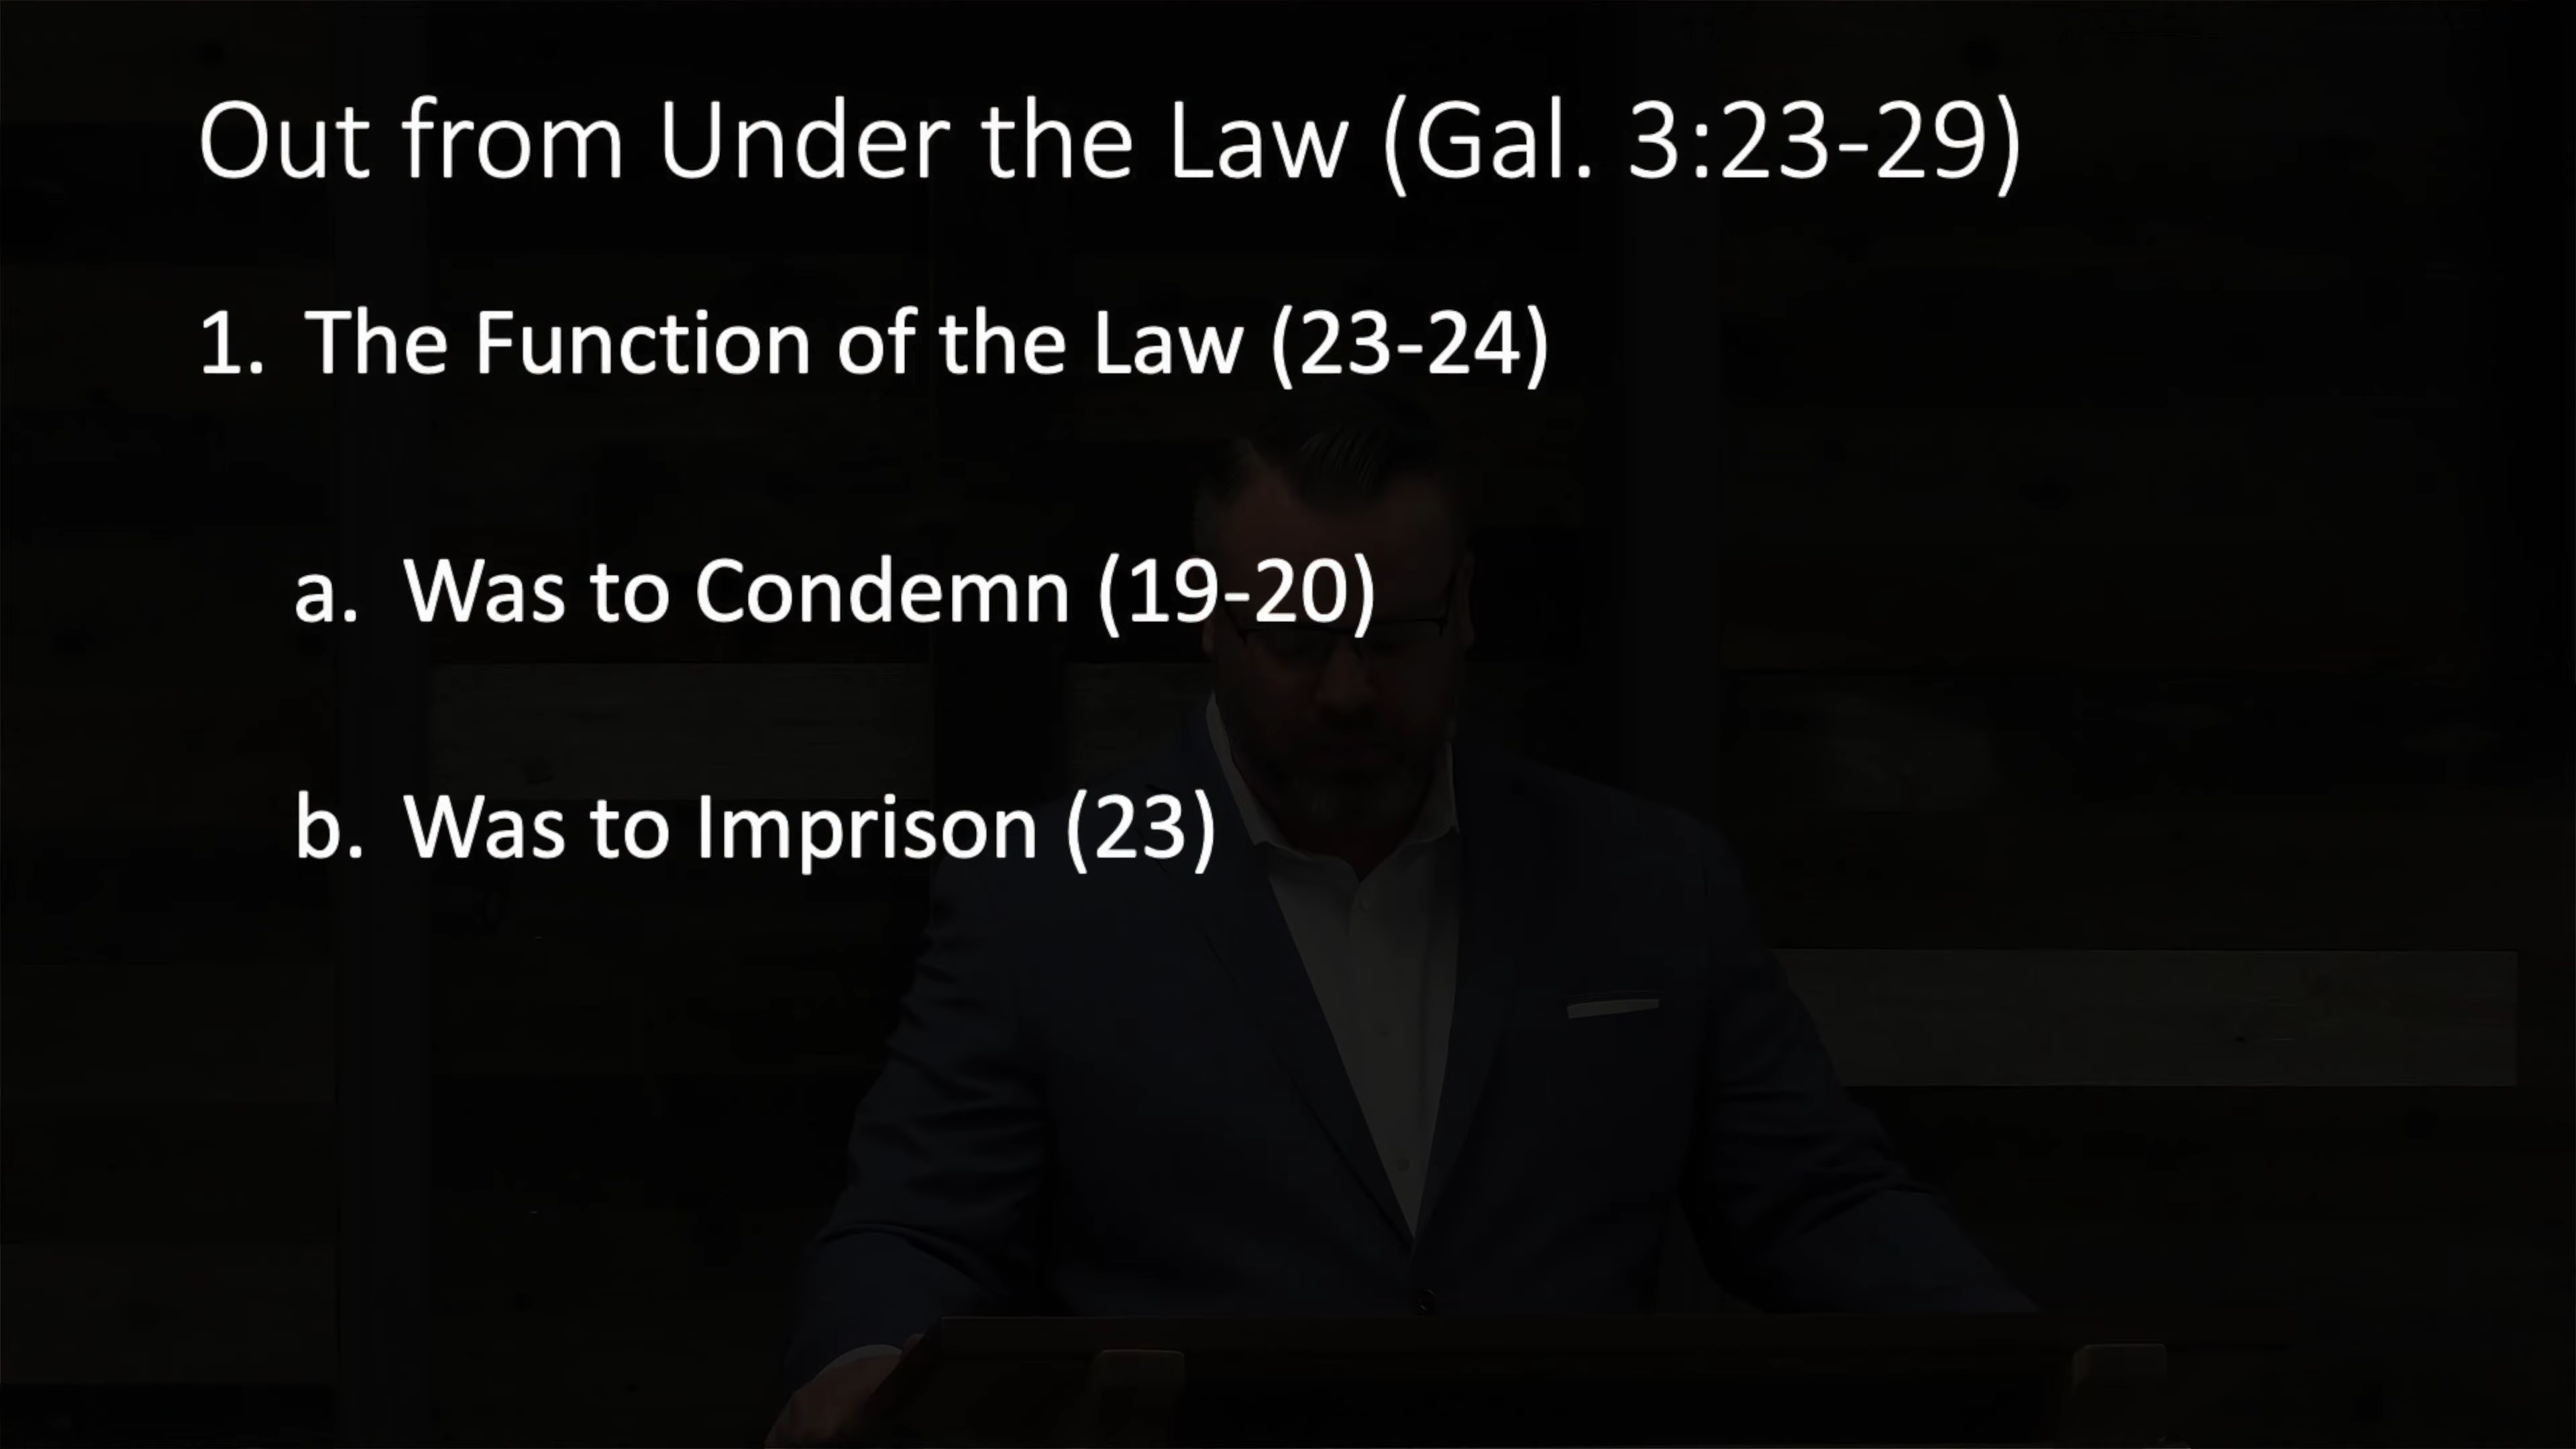 Out from Under the Law (Gal. 3:23-29)
1. The Function of the Law (23-24)
a. Was to Condemn (19-20)
b. Was to Imprison (23)